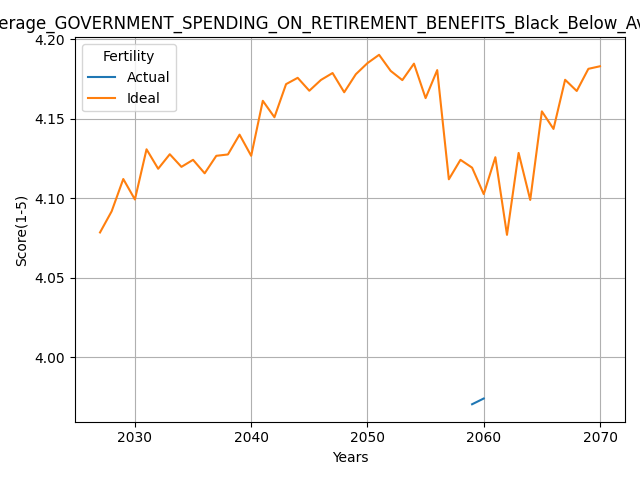 erage_GOVERNMENT_SPENDING_ON_RETIREMENT_BENEFITS_Black_Below_Av
Fertility
Actual
Ideal
4.20
4.15
4.10
4.05
4.00
Score(1-5)
2030 2040 2050 2060 2070
Years